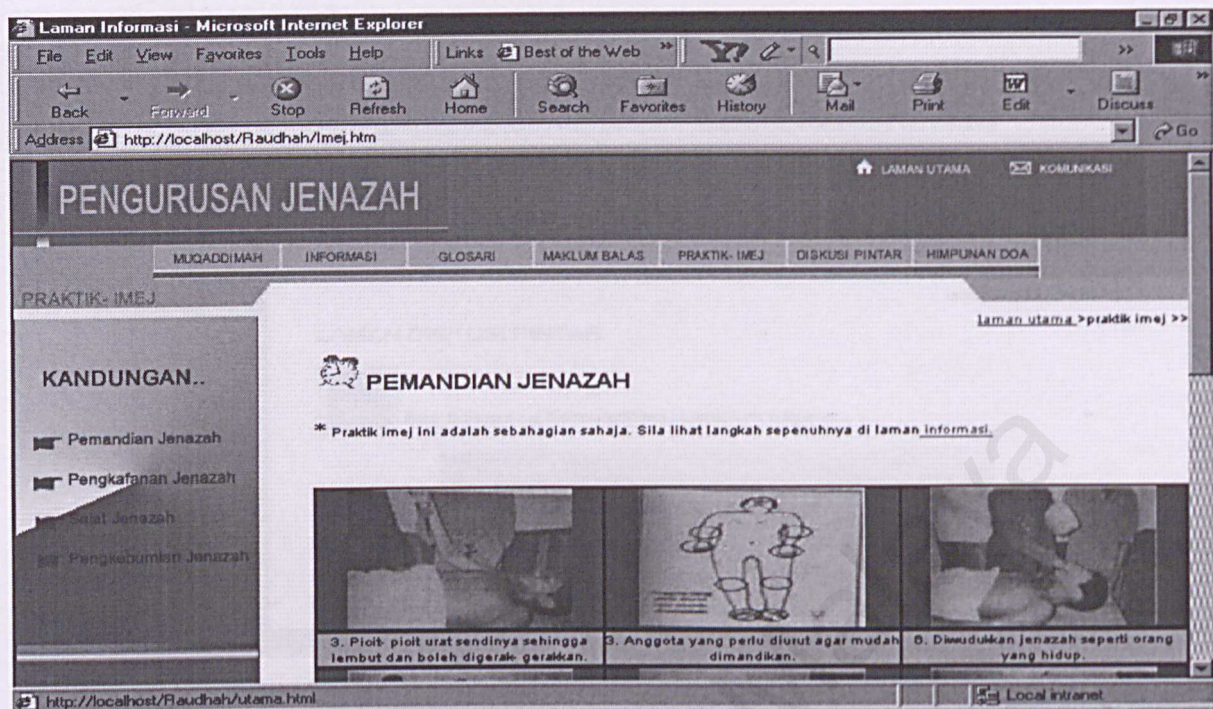 Laman Informasi - Microsoft Internet Explorer
File Edit View Favorites Tools Help Links Best of the Web »
Back Forward Stop Refresh Home Search Favorites History Mail Print Edit Discuss »
Address http://localhost/Raudhah/Imej.htm Go
LAMAN UTAMA KOMUNIKASI
PENGURUSAN JENAZAH
MUQADDIMAH INFORMASI GLOSARI MAKLUM BALAS PRAKTIK- IMEJ DISKUSI PINTAR HIMPUNAN DOA
PRAKTIK- IMEJ
laman utama >praktik imej >>
KANDUNGAN..
Pemandian Jenazah
Pengkafanan Jenazah
Solat Jenazah
Pengkebumian Jenazah
PEMANDIAN JENAZAH
* Praktik imej ini adalah sebahagian sahaja. Sila lihat langkah sepenuhnya di laman informasi.
3. Picit- picit urat sendinya sehingga
lembut dan boleh digerak- gerakkan.
3. Anggota yang perlu diurut agar mudah
dimandikan.
6. Diwudukkan jenazah seperti orang
yang hidup.
http://localhost/Raudhah/utama.html Local intranet